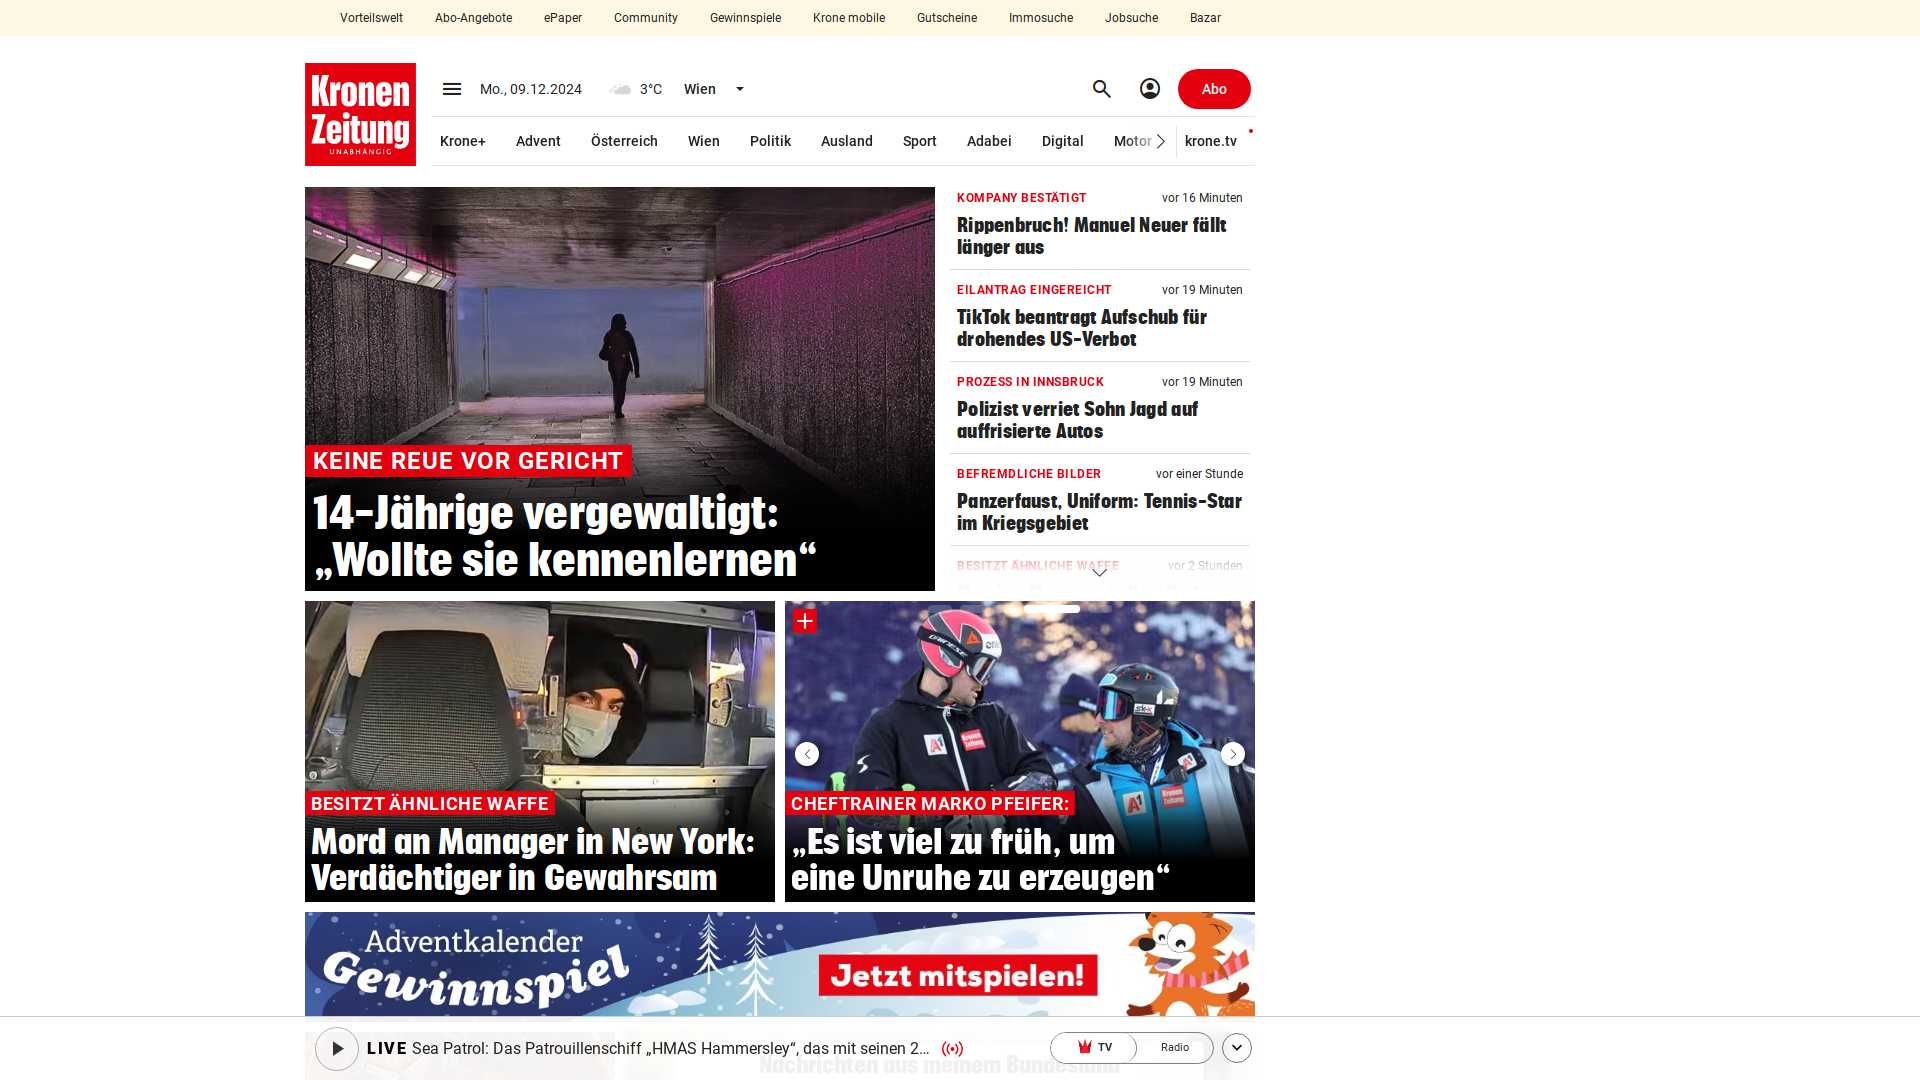 Vorteilswelt Abo-Angebote ePaper Community Gewinnspiele Krone mobile Gutscheine Immosuche Jobsuche Bazar
Kronen
Zeitung
UNABHÄNGIG
Mo., 09.12.2024 3°C Wien Abo
Krone+ Advent Österreich Wien Politik Ausland Sport Adabei Digital Motor krone.tv
KEINE REUE VOR GERICHT
14-Jährige vergewaltigt:
„Wollte sie kennenlernen“
KOMPANY BESTÄTIGT vor 16 Minuten
Rippenbruch! Manuel Neuer fällt
länger aus
EILANTRAG EINGEREICHT vor 19 Minuten
TikTok beantragt Aufschub für
drohendes US-Verbot
PROZESS IN INNSBRUCK vor 19 Minuten
Polizist verriet Sohn Jagd auf
auffrisierte Autos
BEFREMDLICHE BILDER vor einer Stunde
Panzerfaust, Uniform: Tennis-Star
im Kriegsgebiet
BESITZT ÄHNLICHE WAFFE vor 2 Stunden
BESITZT ÄHNLICHE WAFFE
Mord an Manager in New York:
Verdächtiger in Gewahrsam
DAINESE
A1
Kronen
Zeitung
A1
Kronen
Zeitung
CHEFTRAINER MARKO PFEIFER:
„Es ist viel zu früh, um
eine Unruhe zu erzeugen“
Adventkalender
Gewinnspiel
Jetzt mitspielen!
LIVE Sea Patrol: Das Patrouillenschiff „HMAS Hammersley“, das mit seinen 2... TV Radio
Nachrichten aus meinem Bundesland